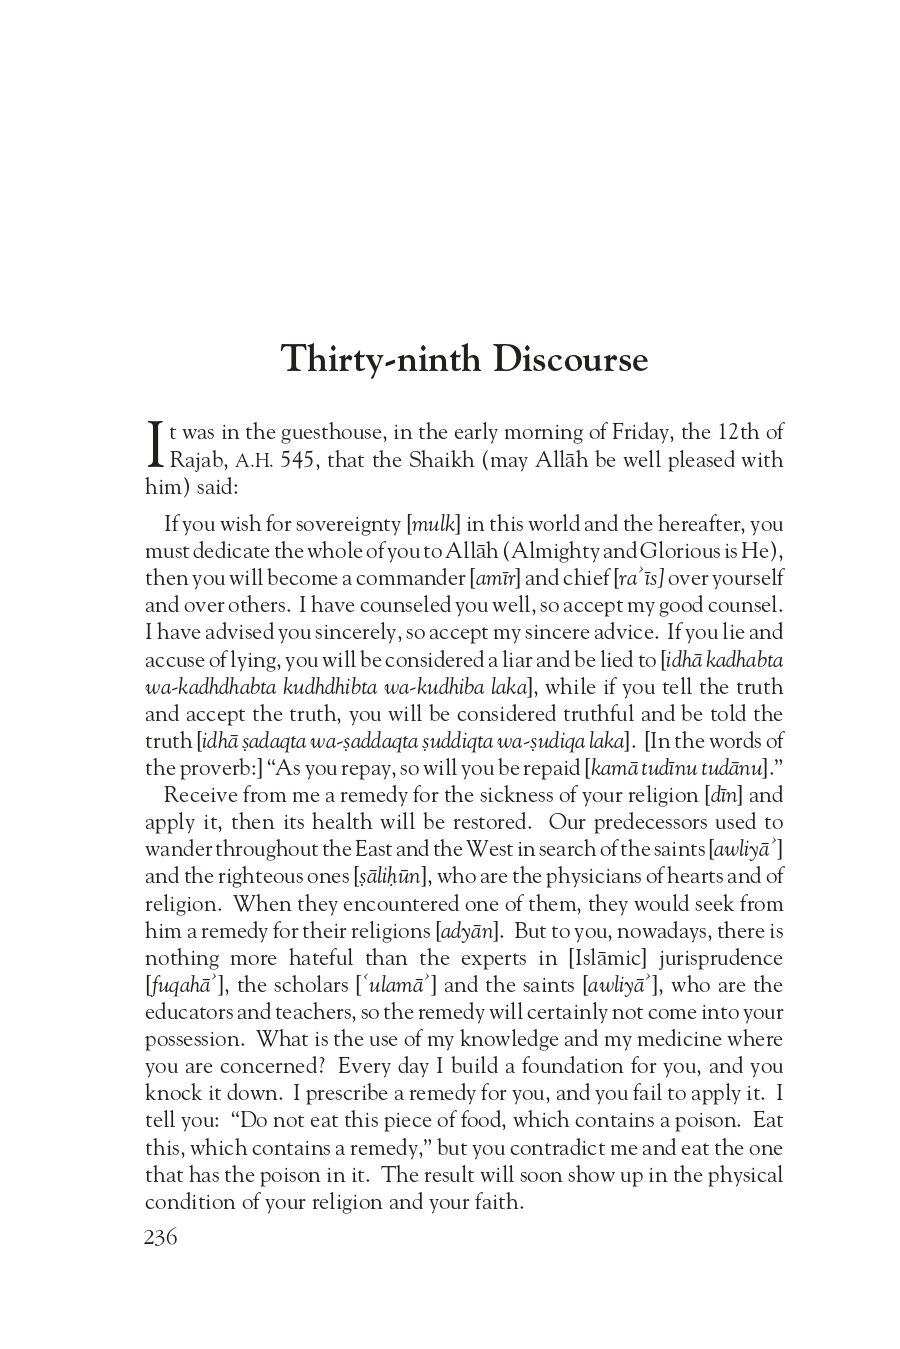 Thirty-ninth Discourse
It was in the guesthouse, in the early morning of Friday, the 12th of
Rajab, A.H. 545, that the Shaikh (may Allāh be well pleased with
him) said:
If you wish for sovereignty [mulk] in this world and the hereafter, you
must dedicate the whole of you to Allāh (Almighty and Glorious is He),
then you will become a commander [amīr] and chief [raʾīs] over yourself
and over others. I have counseled you well, so accept my good counsel.
I have advised you sincerely, so accept my sincere advice. If you lie and
accuse of lying, you will be considered a liar and be lied to [idhā kadhabta
wa-kadhdhabta kudhdhibta wa-kudhiba laka], while if you tell the truth
and accept the truth, you will be considered truthful and be told the
truth [idhā ṣadaqta wa-ṣaddaqta ṣuddiqta wa-ṣudiqa laka]. [In the words of
the proverb:] “As you repay, so will you be repaid [kamā tudīnu tudānu].”
Receive from me a remedy for the sickness of your religion [dīn] and
apply it, then its health will be restored. Our predecessors used to
wander throughout the East and the West in search of the saints [awliyāʾ]
and the righteous ones [ṣāliḥūn], who are the physicians of hearts and of
religion. When they encountered one of them, they would seek from
him a remedy for their religions [adyān]. But to you, nowadays, there is
nothing more hateful than the experts in [Islāmic] jurisprudence
[fuqahāʾ], the scholars [ʿulamāʾ] and the saints [awliyāʾ], who are the
educators and teachers, so the remedy will certainly not come into your
possession. What is the use of my knowledge and my medicine where
you are concerned? Every day I build a foundation for you, and you
knock it down. I prescribe a remedy for you, and you fail to apply it. I
tell you: “Do not eat this piece of food, which contains a poison. Eat
this, which contains a remedy,” but you contradict me and eat the one
that has the poison in it. The result will soon show up in the physical
condition of your religion and your faith.
236